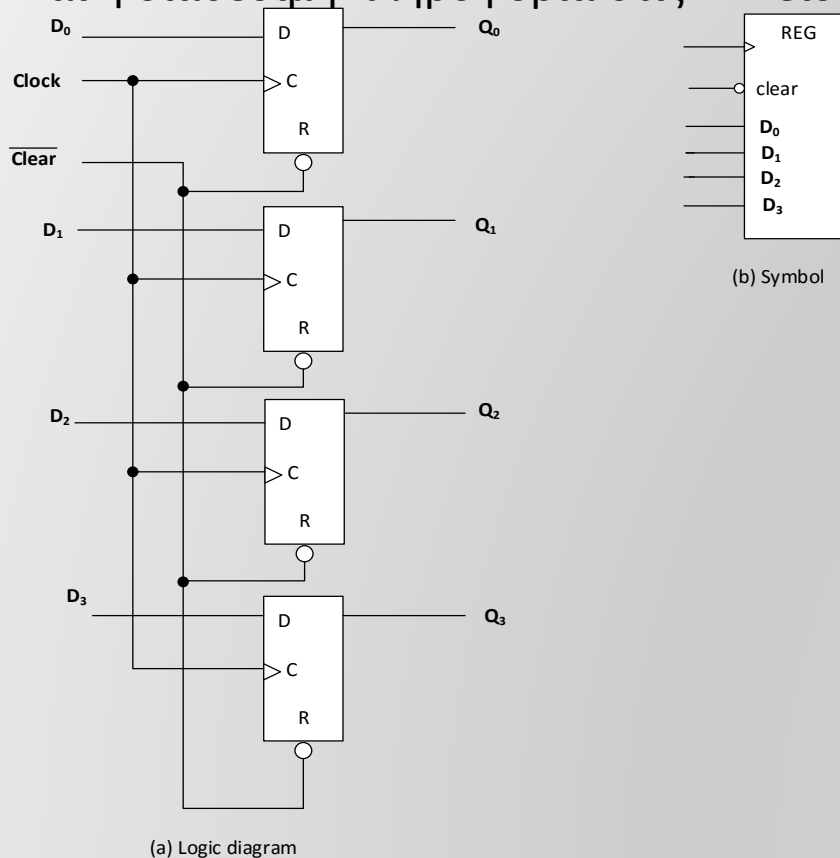 D₀
D
Q₀
Clock
C
R
Clear
D₁
D
Q₁
C
R
D₂
D
Q₂
C
R
D₃
D
Q₃
C
R
(a) Logic diagram
REG
clear
D₀
D₁
D₂
D₃
(b) Symbol